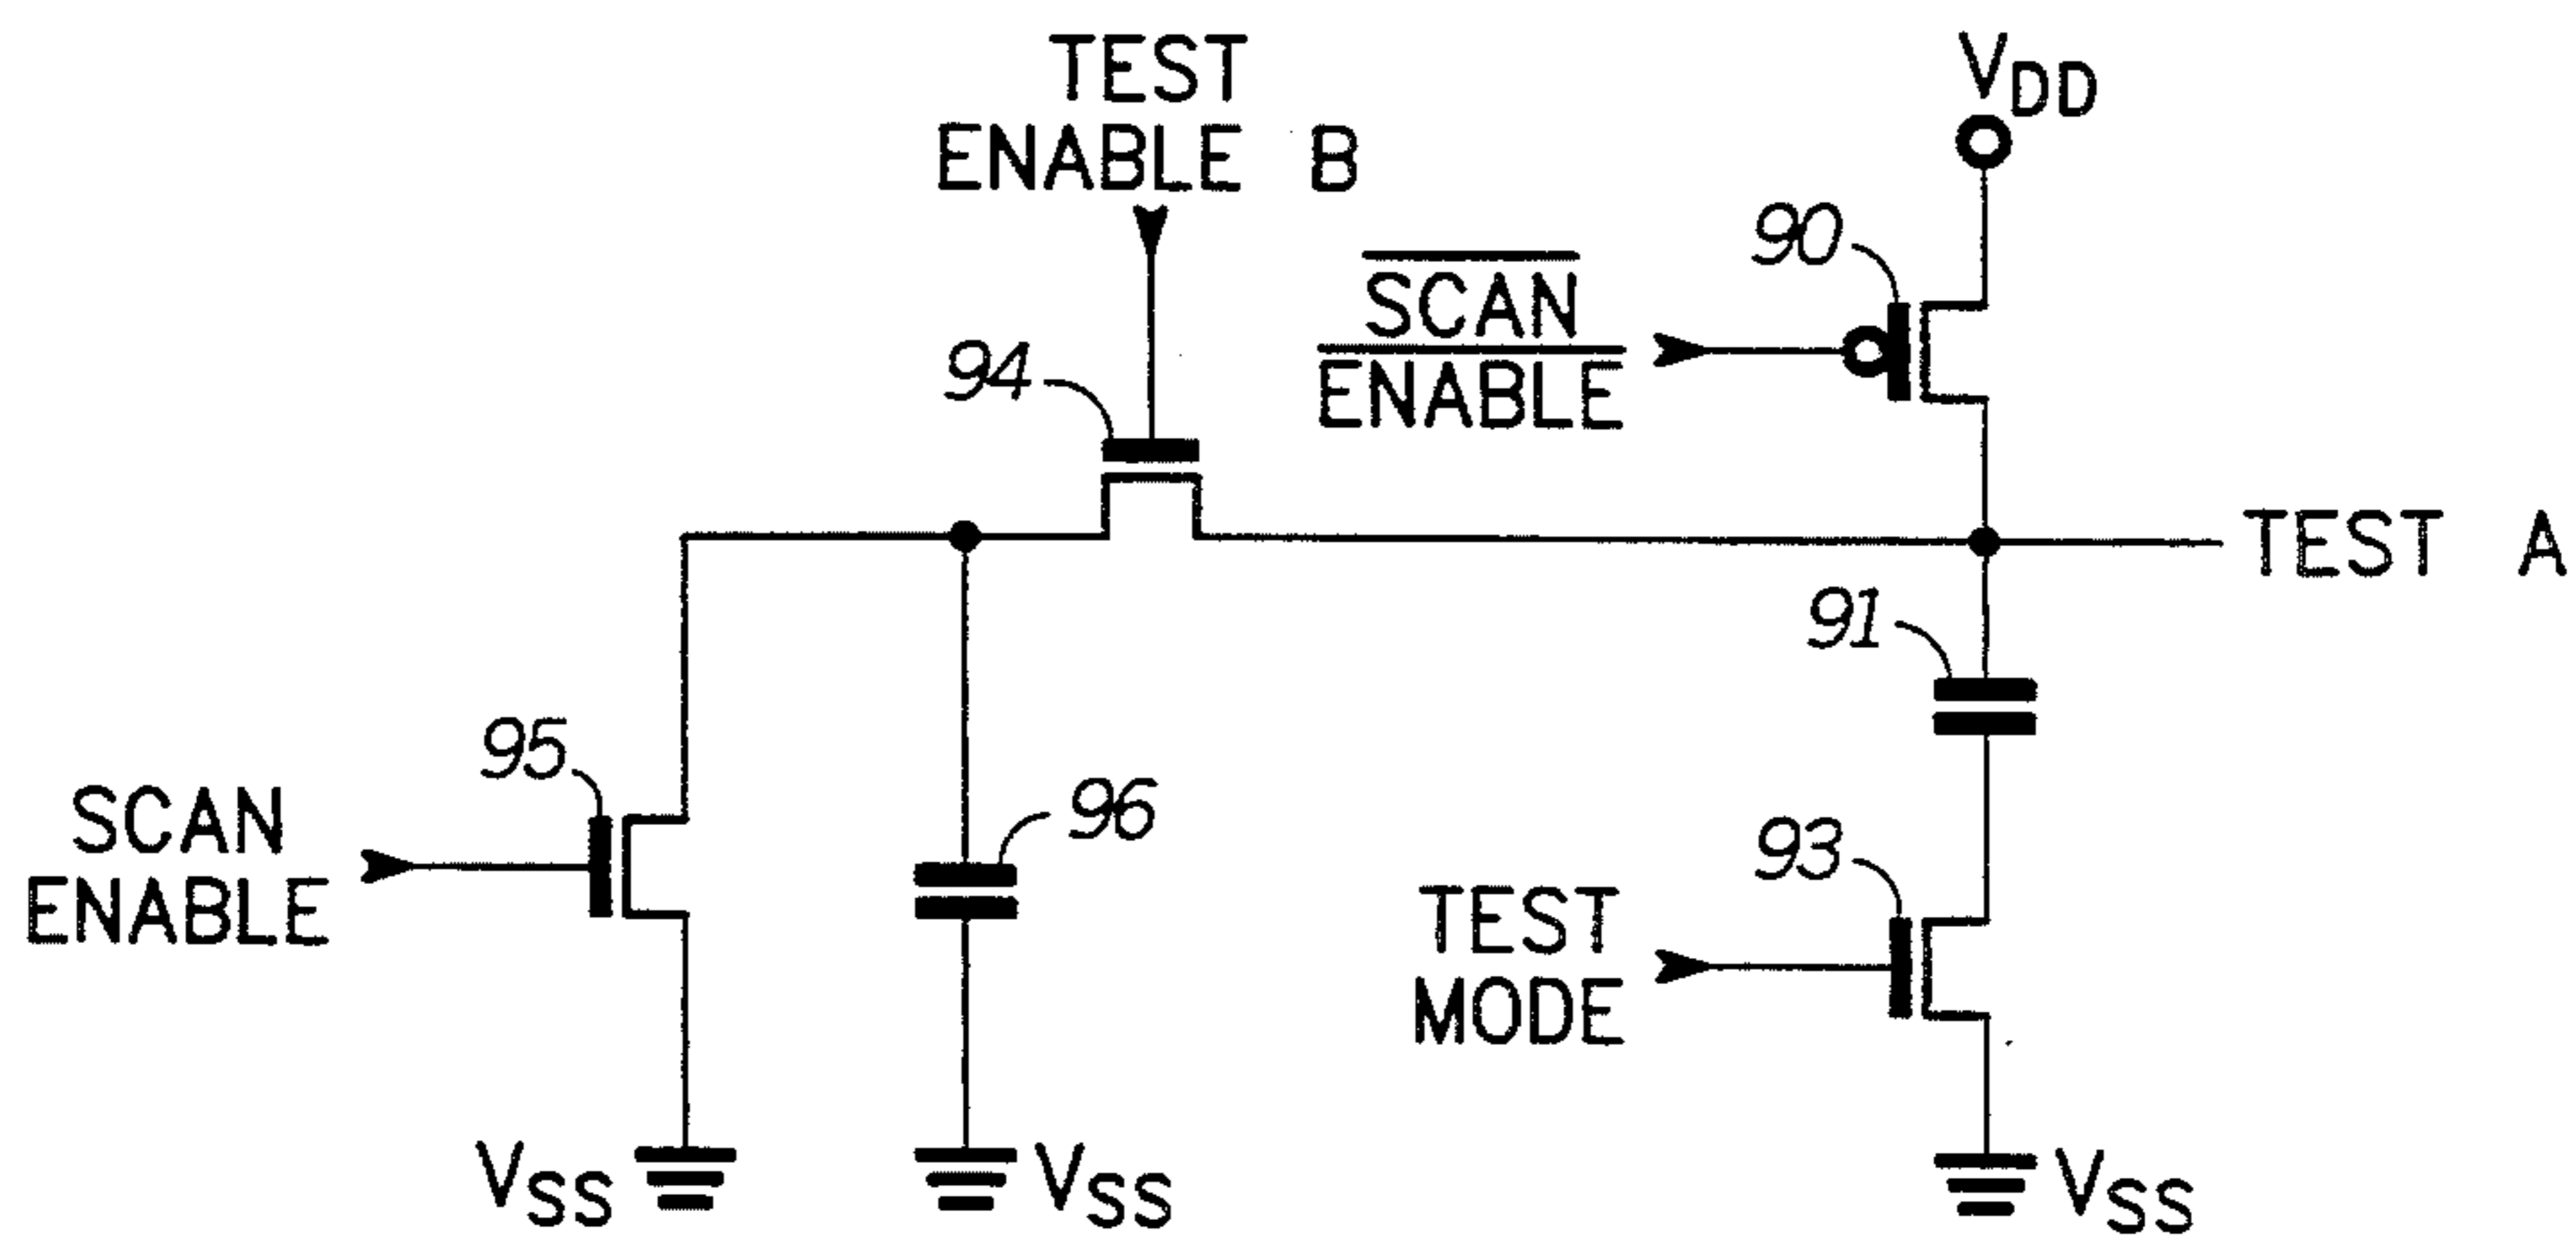 TEST
ENABLE B
VDD
90
SCAN
ENABLE
94
TEST A
91
95
SCAN
ENABLE
96
93
TEST
MODE
VSS
VSS
VSS